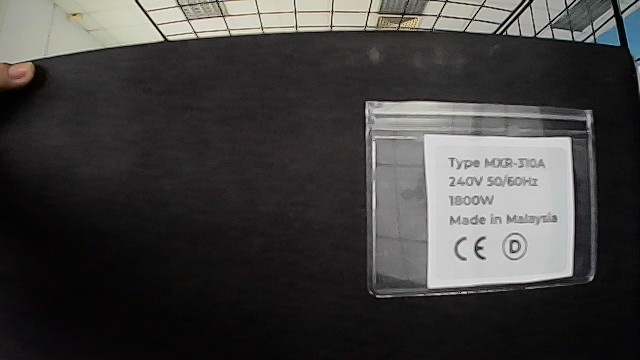 Type MXR-310A
240V 50/60Hz
1800W
Made in Malaysia
CE D